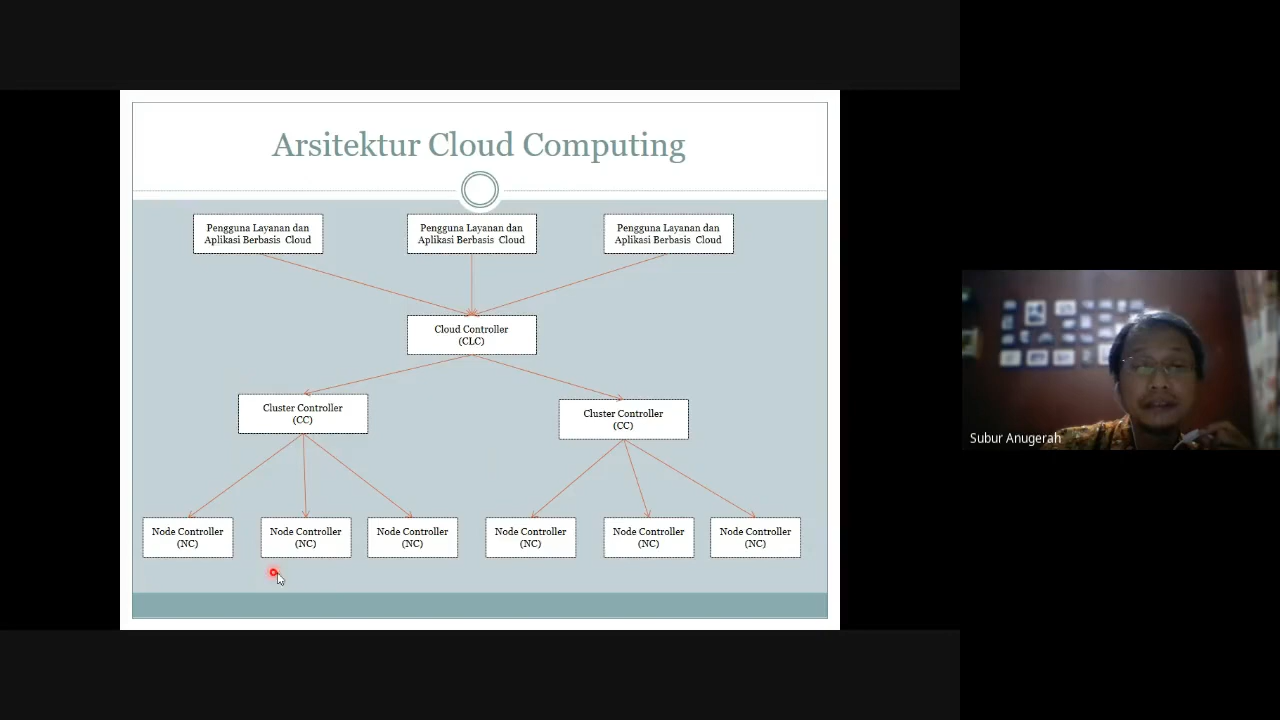 Arsitektur Cloud Computing
Pengguna Layanan dan
Aplikasi Berbasis Cloud
Pengguna Layanan dan
Aplikasi Berbasis Cloud
Pengguna Layanan dan
Aplikasi Berbasis Cloud
Cloud Controller
(CLC)
Cluster Controller
(CC)
Cluster Controller
(CC)
Node Controller
(NC)
Node Controller
(NC)
Node Controller
(NC)
Node Controller
(NC)
Node Controller
(NC)
Node Controller
(NC)
Subur Anugerah